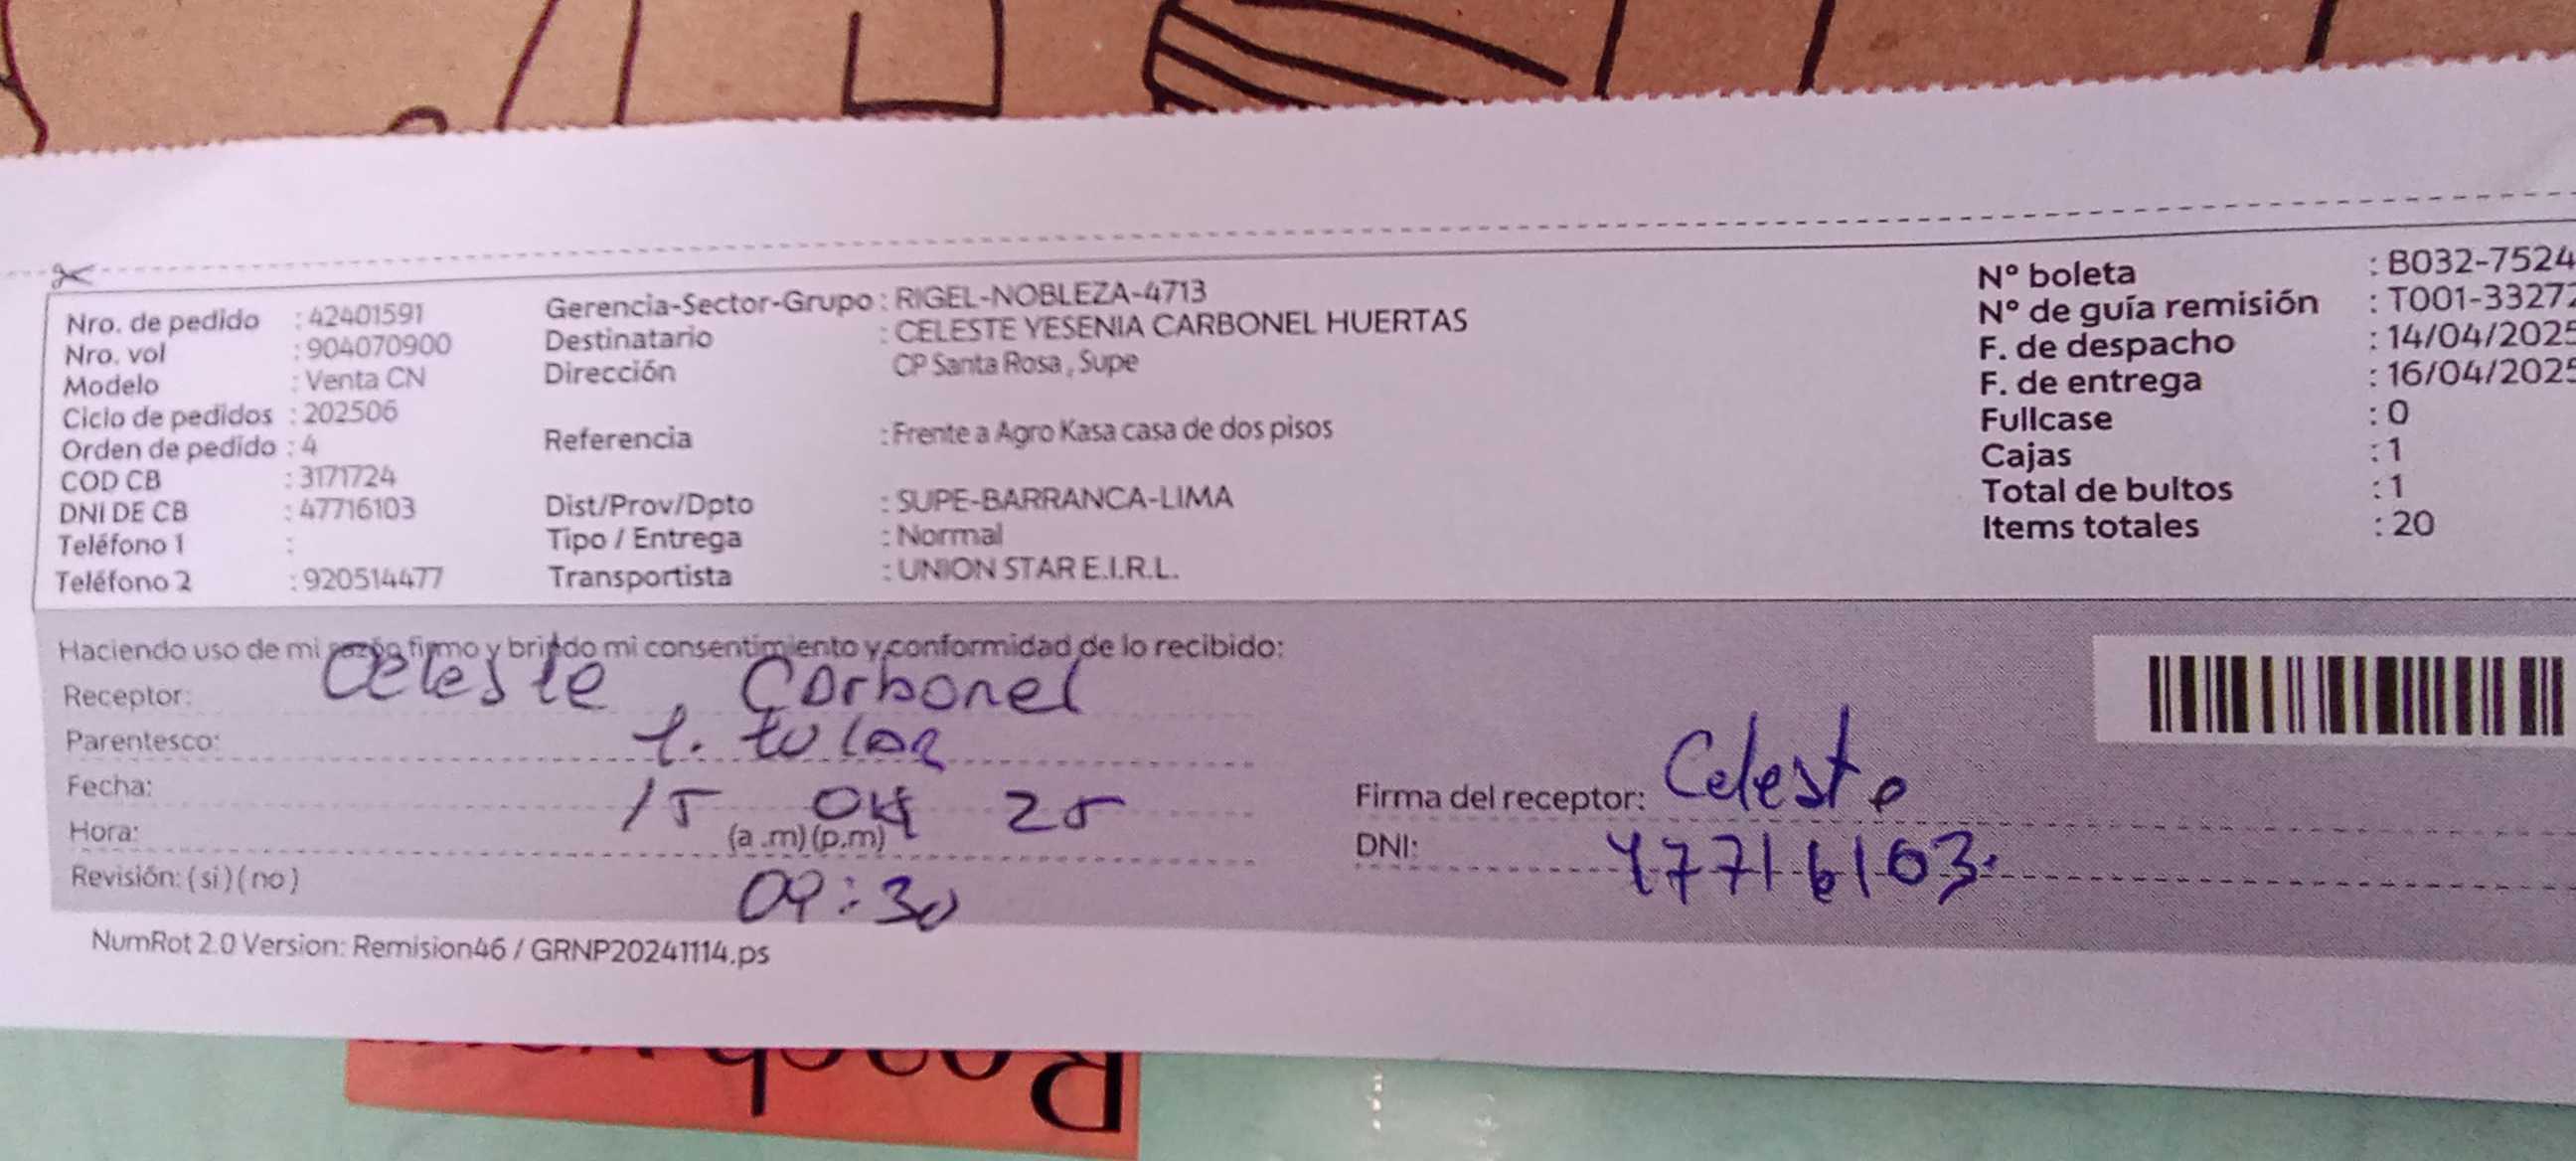 Nro. de pedido : 42401591 Gerencia-Sector-Grupo : RIGEL-NOBLEZA-4713 N° boleta : B032-7524
Nro. vol : 904070900 Destinatario : CELESTE YESENIA CARBONEL HUERTAS N° de guía remisión : T001-33272
Modelo : Venta CN Dirección CP Santa Rosa , Supe F. de despacho : 14/04/2025
Ciclo de pedidos : 202506 F. de entrega : 16/04/2025
Orden de pedido : 4 Referencia : Frente a Agro Kasa casa de dos pisos Fullcase : 0
COD CB : 3171724 Cajas : 1
DNI DE CB : 47716103 Dist/Prov/Dpto : SUPE-BARRANCA-LIMA Total de bultos : 1
Teléfono 1 : Tipo / Entrega : Normal Items totales : 20
Teléfono 2 : 920514477 Transportista : UNION STAR E.I.R.L.
Haciendo uso de mi razón firmo y brindo mi consentimiento y conformidad de lo recibido:
Receptor: Celeste Carbonel
Parentesco: titular
Fecha: 15 04 25 Firma del receptor: Celeste
Hora: (a .m) (p.m) DNI: 47716103.
Revisión: ( si ) ( no ) 09:30
NumRot 2.0 Version: Remision46 / GRNP20241114.ps